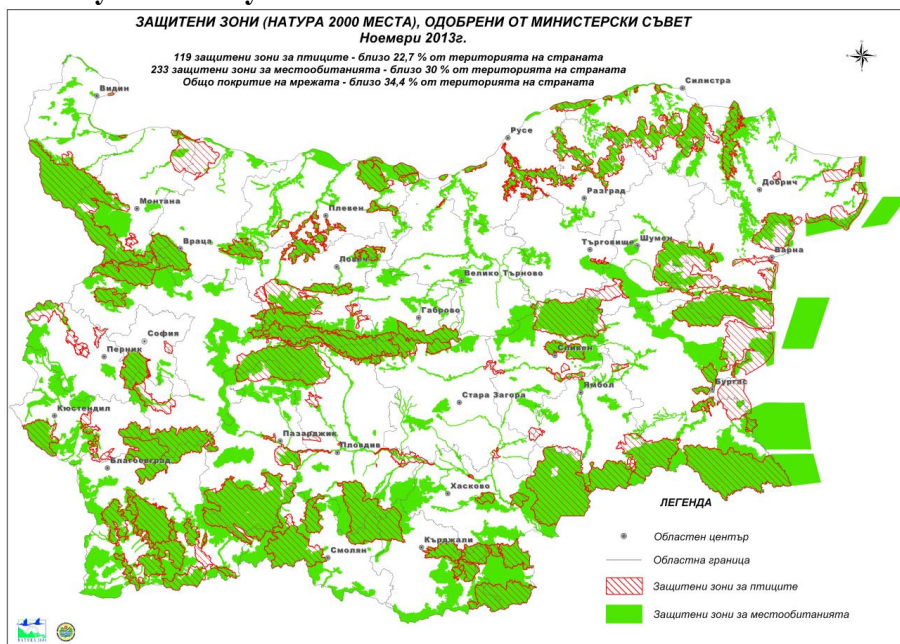 ЗАЩИТЕНИ ЗОНИ (НАТУРА 2000 МЕСТА), ОДОБРЕНИ ОТ МИНИСТЕРСКИ СЪВЕТ
Ноември 2013г.
119 защитени зони за птиците - близо 22,7 % от територията на страната
233 защитени зони за местообитанията - близо 30 % от територията на страната
Общо покритие на мрежата - близо 34,4 % от територията на страната
Видин
Силистра
Русе
Монтана
Плевен
Разград
Добрич
Враца
Ловеч
Търговище
Шумен
Варна
Велико Търново
Габрово
София
Перник
Сливен
Ямбол
Бургас
Кюстендил
Стара Загора
Пазарджик
Пловдив
Благоевград
Хасково
Смолян
Кърджали
ЛЕГЕНДА
Областен център
Областна граница
Защитени зони за птиците
Защитени зони за местообитанията